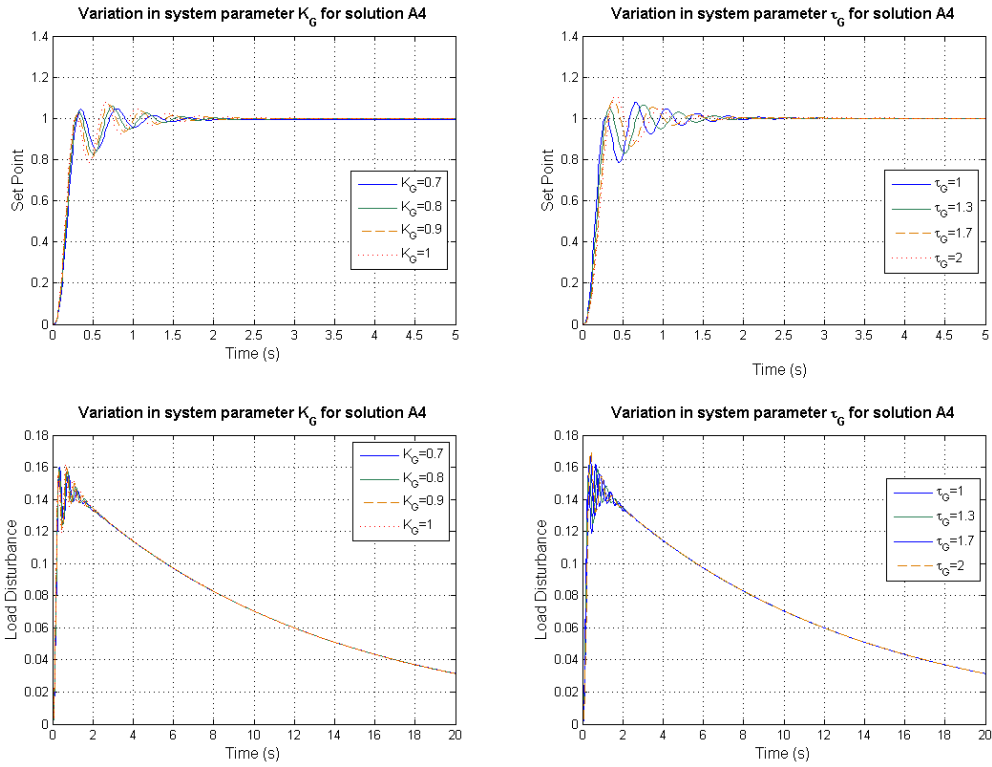 Variation in system parameter K_G for solution A4
1.4
1.2
1
0.8
0.6
0.4
0.2
0
Set Point
K_G=0.7
K_G=0.8
K_G=0.9
K_G=1
0 0.5 1 1.5 2 2.5 3 3.5 4 4.5 5
Time (s)
Variation in system parameter τ_G for solution A4
1.4
1.2
1
0.8
0.6
0.4
0.2
0
Set Point
τ_G=1
τ_G=1.3
τ_G=1.7
τ_G=2
0 0.5 1 1.5 2 2.5 3 3.5 4 4.5 5
Time (s)
Variation in system parameter K_G for solution A4
0.18
0.16
0.14
0.12
0.1
0.08
0.06
0.04
0.02
0
Load Disturbance
K_G=0.7
K_G=0.8
K_G=0.9
K_G=1
0 2 4 6 8 10 12 14 16 18 20
Time (s)
Variation in system parameter τ_G for solution A4
0.18
0.16
0.14
0.12
0.1
0.08
0.06
0.04
0.02
0
Load Disturbance
τ_G=1
τ_G=1.3
τ_G=1.7
τ_G=2
0 2 4 6 8 10 12 14 16 18 20
Time (s)